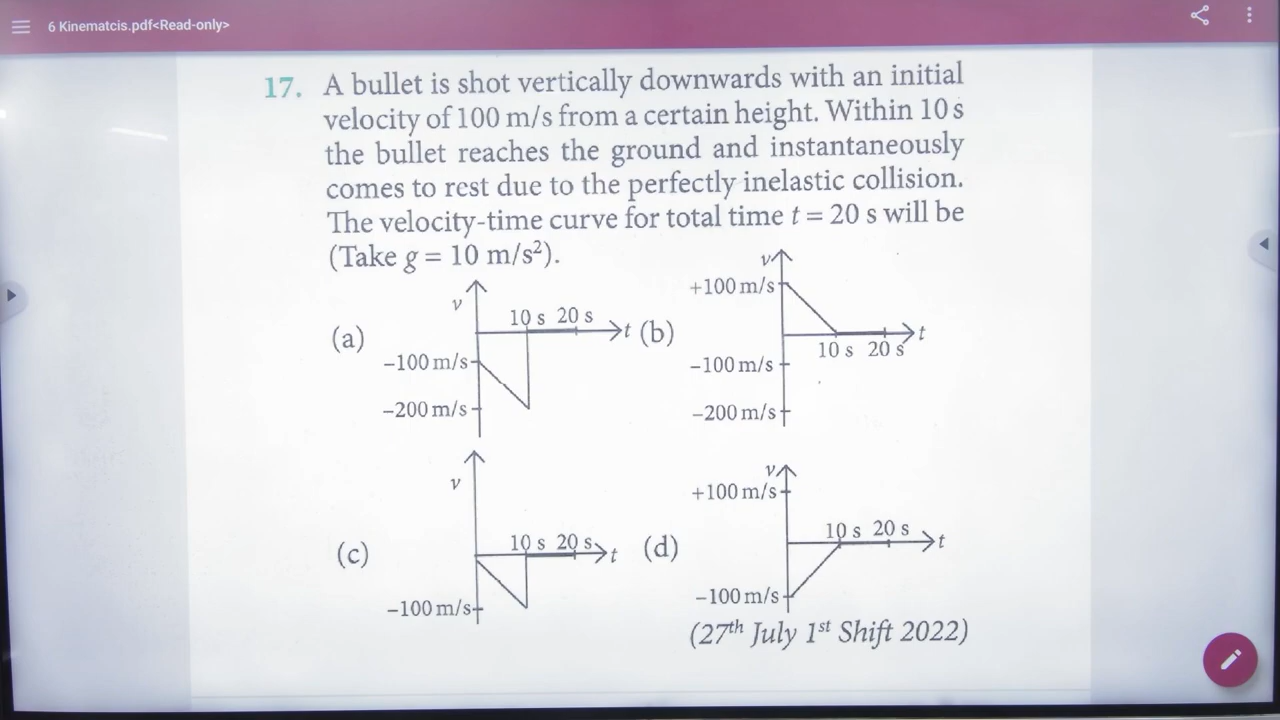 6 Kinematcis.pdf<Read-only>
17. A bullet is shot vertically downwards with an initial
velocity of 100 m/s from a certain height. Within 10 s
the bullet reaches the ground and instantaneously
comes to rest due to the perfectly inelastic collision.
The velocity-time curve for total time t = 20 s will be
(Take g = 10 m/s²).
(a)
v
10 s 20 s
t
-100 m/s
-200 m/s
(b)
v
+100 m/s
10 s 20 s
t
-100 m/s
-200 m/s
(c)
v
10 s 20 s
t
-100 m/s
(d)
v
+100 m/s
10 s 20 s
t
-100 m/s
(27th July 1st Shift 2022)